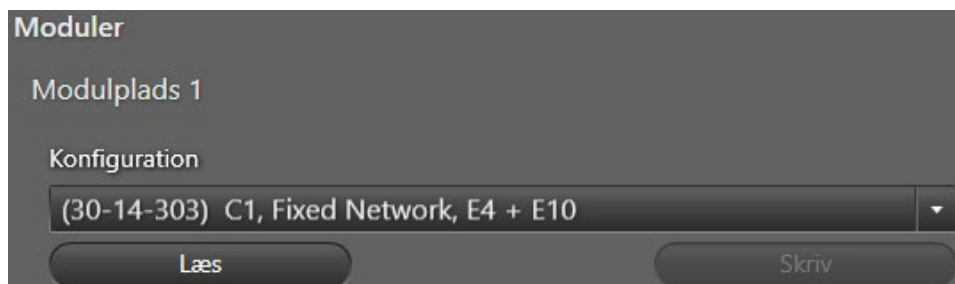 Moduler
Modulplads 1
Konfiguration
(30-14-303) C1, Fixed Network, E4 + E10
Læs Skriv